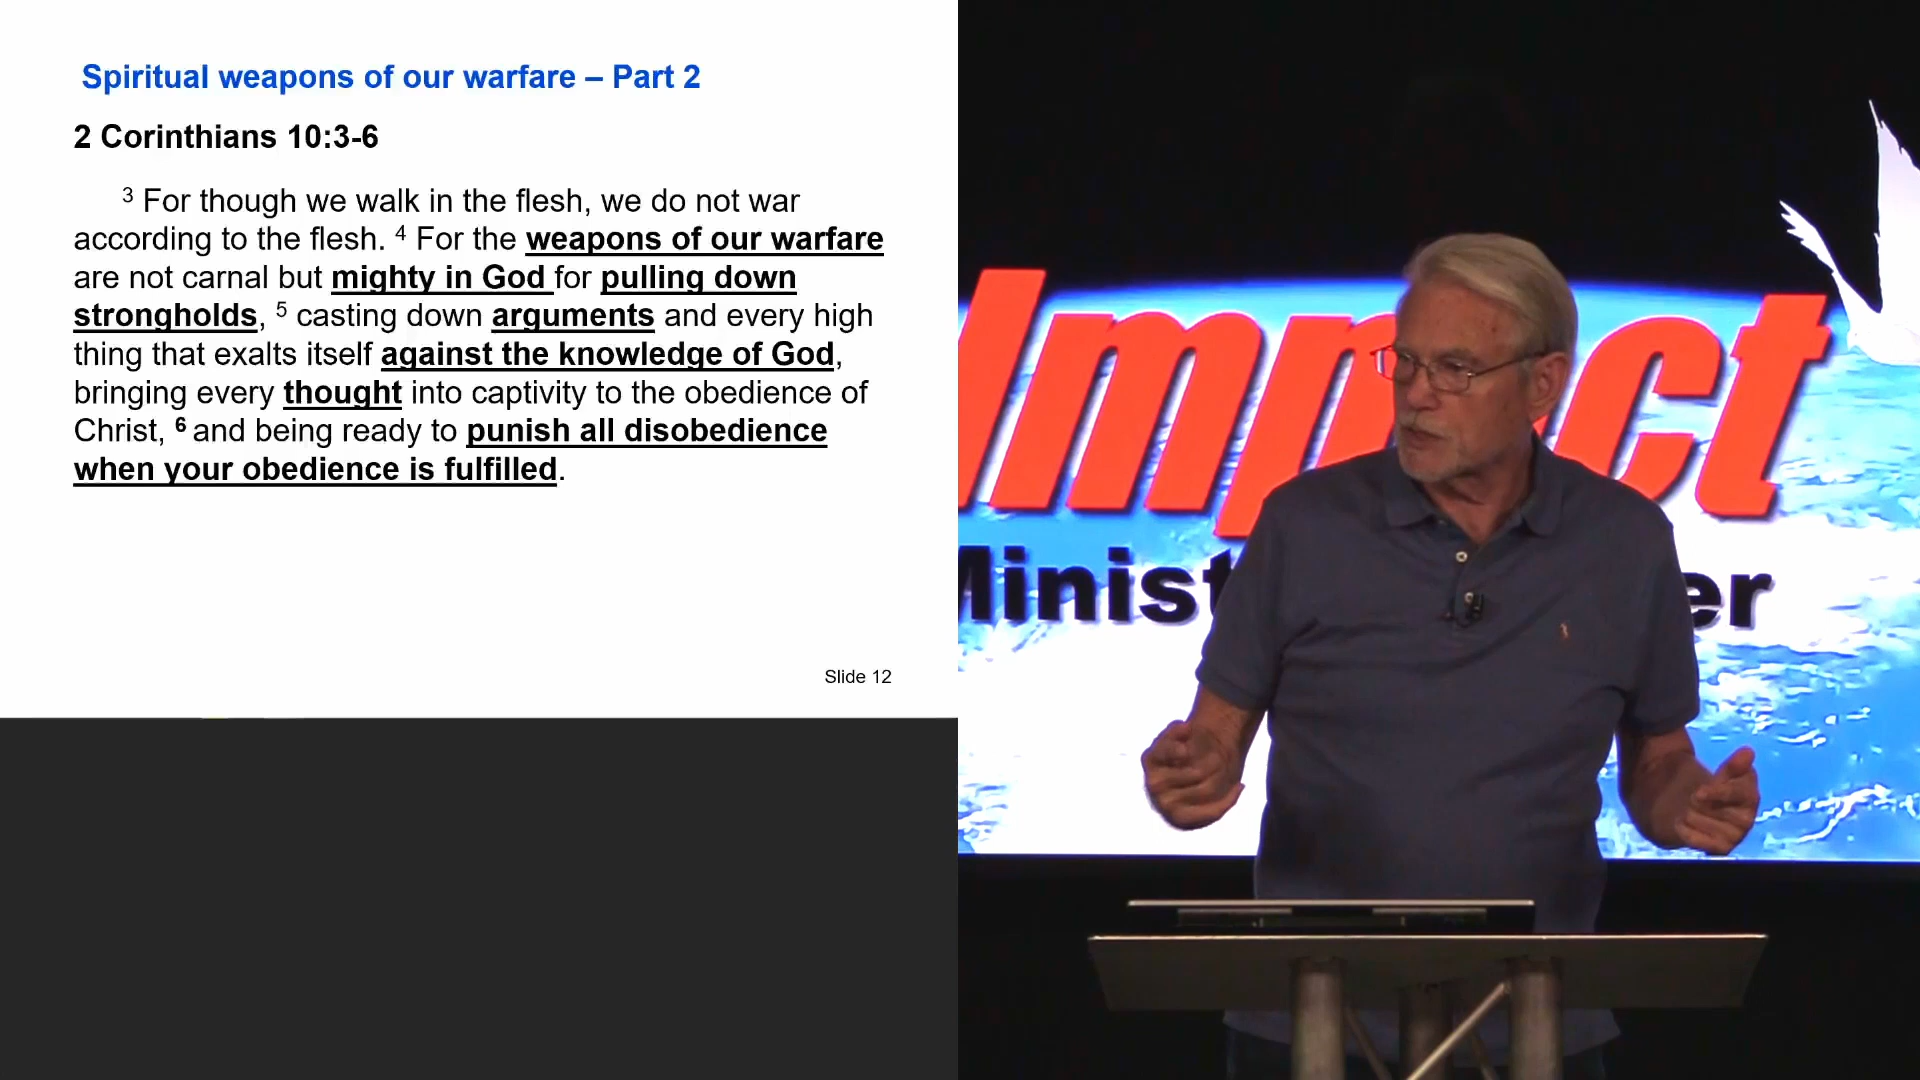 Spiritual weapons of our warfare – Part 2
2 Corinthians 10:3-6
3 For though we walk in the flesh, we do not war
according to the flesh. 4 For the weapons of our warfare
are not carnal but mighty in God for pulling down
strongholds, 5 casting down arguments and every high
thing that exalts itself against the knowledge of God,
bringing every thought into captivity to the obedience of
Christ, 6 and being ready to punish all disobedience
when your obedience is fulfilled.
Slide 12